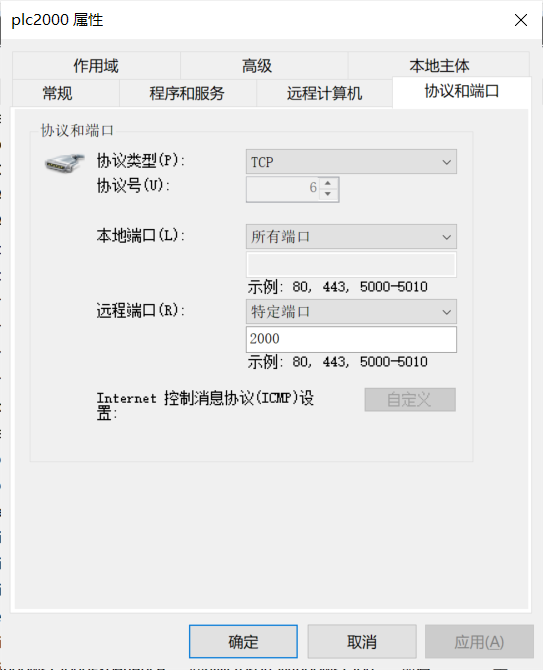 plc2000 属性
作用域 高级 本地主体
常规 程序和服务 远程计算机 协议和端口
协议和端口
协议类型(P): TCP
协议号(U): 6
本地端口(L): 所有端口
示例: 80, 443, 5000-5010
远程端口(R): 特定端口
2000
示例: 80, 443, 5000-5010
Internet 控制消息协议(ICMP)设
置: 自定义
确定 取消 应用(A)